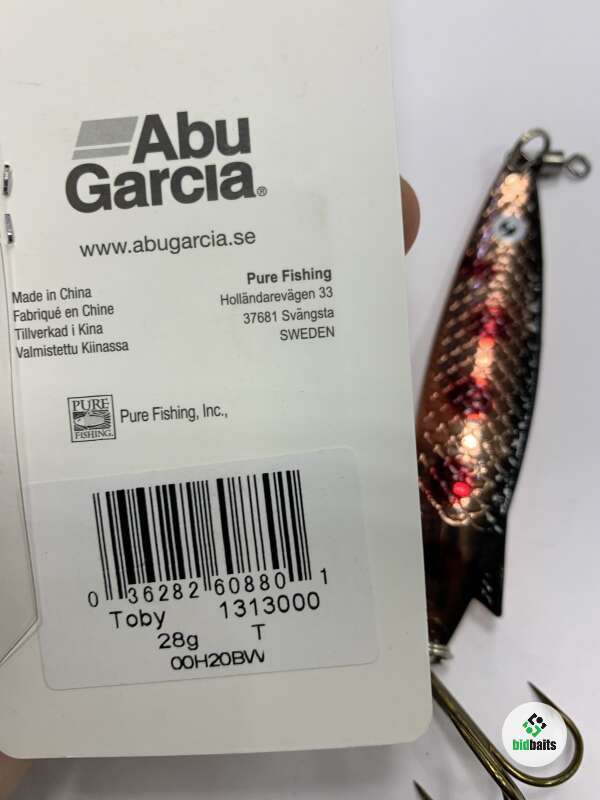 Abu
Garcia®
www.abugarcia.se
Made in China
Fabriqué en Chine
Tillverkad i Kina
Valmistettu Kiinassa
Pure Fishing
Holländarevägen 33
37681 Svängsta
SWEDEN
PURE
FISHING.
Pure Fishing, Inc.,
0 36282 60880 1
Toby 1313000
28g T
00H20BW
bidbaits